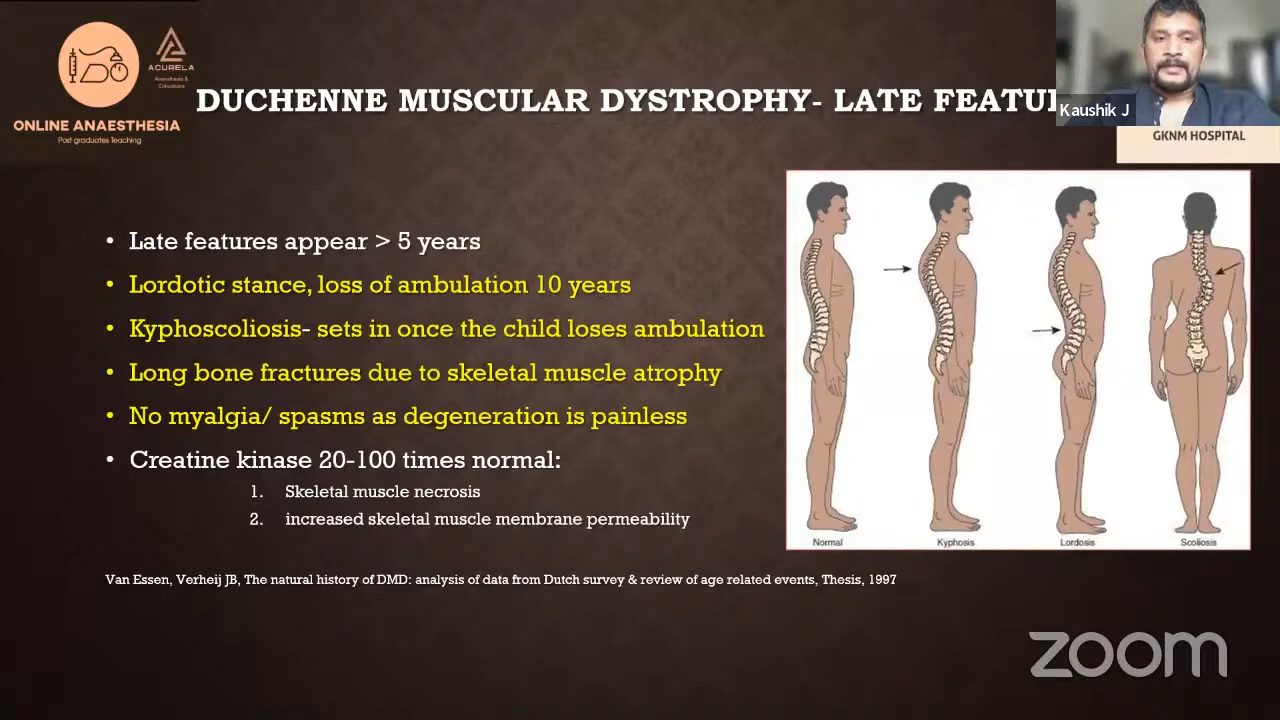 ACURELA
Anaesthesia &
Criticalcares
ONLINE ANAESTHESIA
Post graduates Teaching
DUCHENNE MUSCULAR DYSTROPHY- LATE FEATU
Kaushik J
GKNM HOSPITAL
• Late features appear > 5 years
• Lordotic stance, loss of ambulation 10 years
• Kyphoscoliosis- sets in once the child loses ambulation
• Long bone fractures due to skeletal muscle atrophy
• No myalgia/ spasms as degeneration is painless
• Creatine kinase 20-100 times normal:
1. Skeletal muscle necrosis
2. increased skeletal muscle membrane permeability
Normal Kyphosis Lordosis Scoliosis
Van Essen, Verheij JB, The natural history of DMD: analysis of data from Dutch survey & review of age related events, Thesis, 1997
zoom